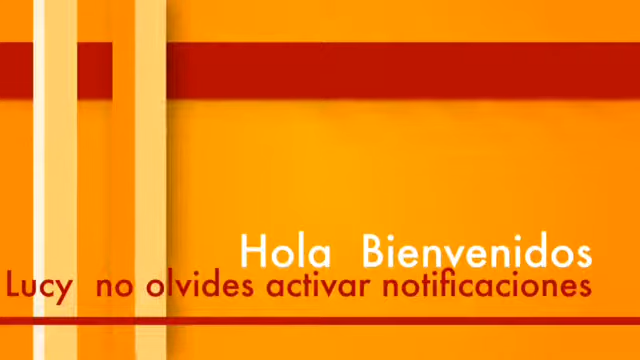 Hola Bienvenidos
Lucy no olvides activar notificaciones